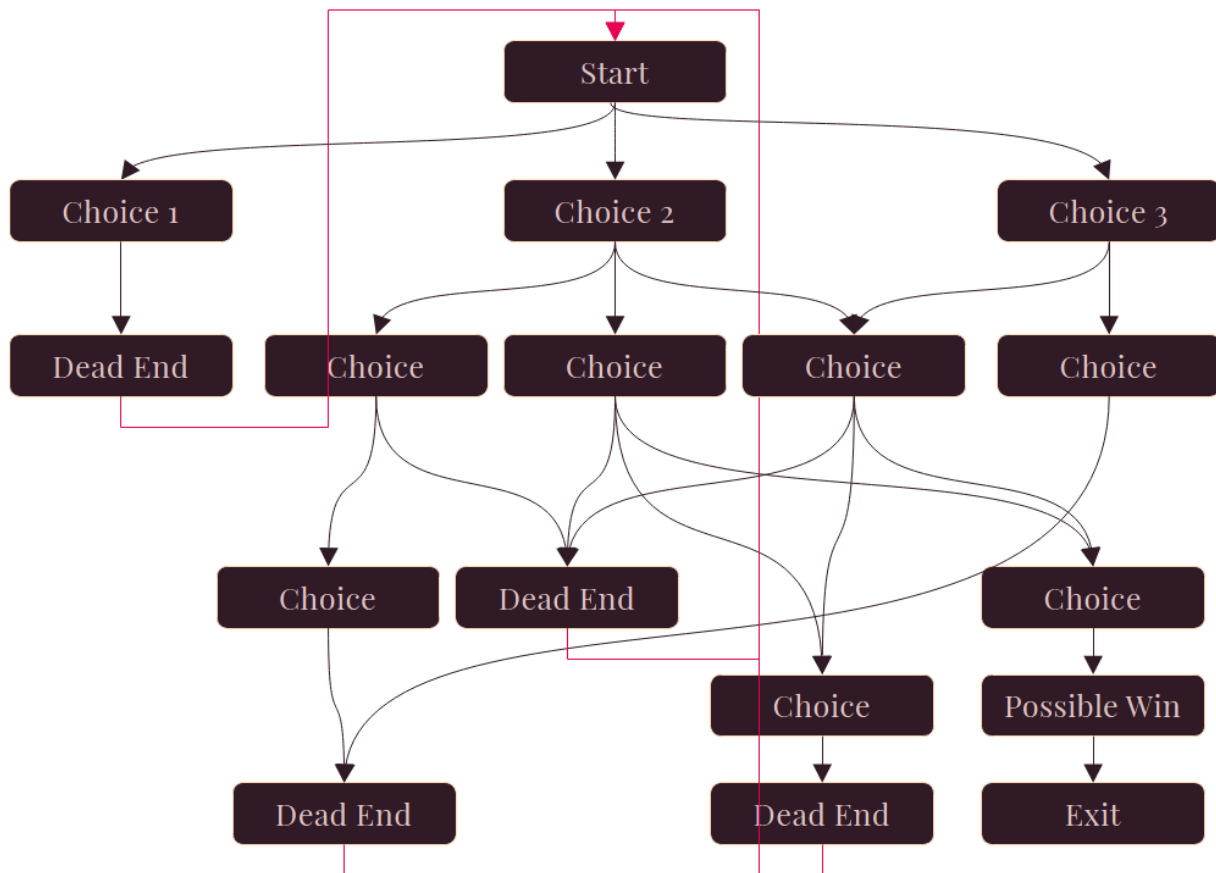 Start
Choice 1
Choice 2
Choice 3
Dead End
Choice
Choice
Choice
Choice
Choice
Dead End
Choice
Choice
Possible Win
Dead End
Dead End
Exit